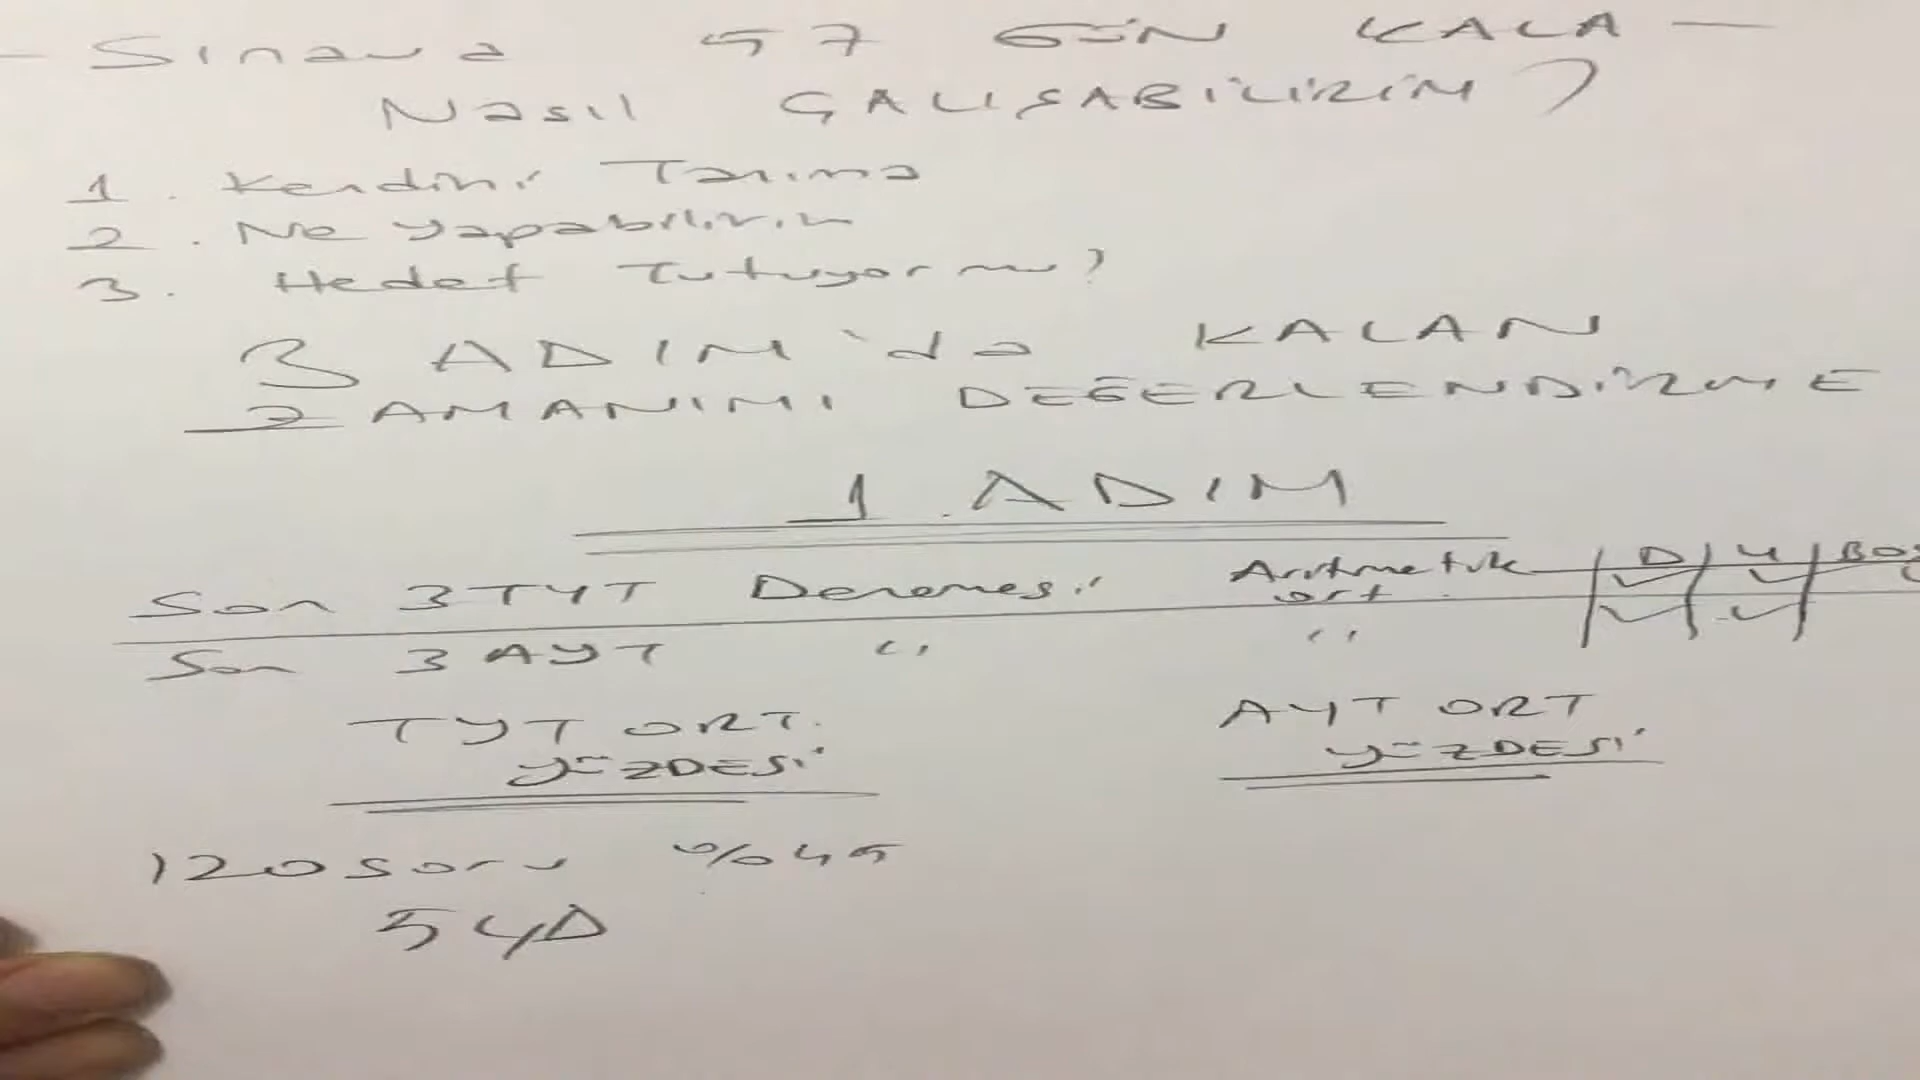 - Sınava 57 GÜN KALA -
Nasıl ÇALIŞABİLİRİM?
1. Kendini Tanıma
2. Ne yapabilirim
3. Hedef Tutuyor mu?
3 ADIM'da KALAN
ZAMANIMI DEĞERLENDİRME
1. ADIM
Son 3 TYT Denemesi Aritmetik ort. D Y Boş
Son 3 AYT " "
TYT ORT. YÜZDESİ
AYT ORT YÜZDESİ
120 soru %45
54D